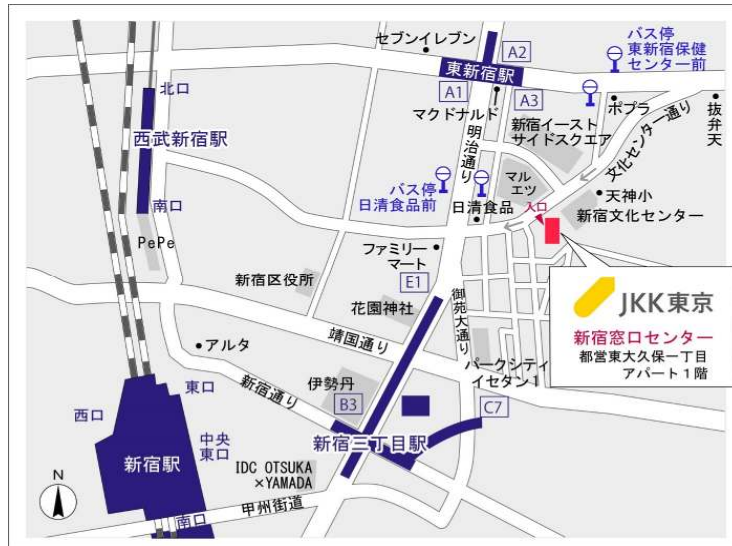 セブンイレブン
A2
バス停
東新宿保健
センター前
東新宿駅
A1
A3
北口
マクドナルド
ポプラ
抜弁天
西武新宿駅
明治通り
新宿イースト
サイドスクエア
文化センター通り
マル
エツ
天神小
バス停
日清食品前
日清食品
入口
新宿文化センター
南口
PePe
ファミリー
マート
新宿区役所
E1
JKK東京
花園神社
御苑大通り
新宿窓口センター
都営東大久保一丁目
アパート1階
靖国通り
アルタ
パークシティ
イセタン1
伊勢丹
新宿通り
東口
B3
C7
西口
中央
東口
新宿三丁目駅
新宿駅
IDC OTSUKA
×YAMADA
N
甲州街道
南口